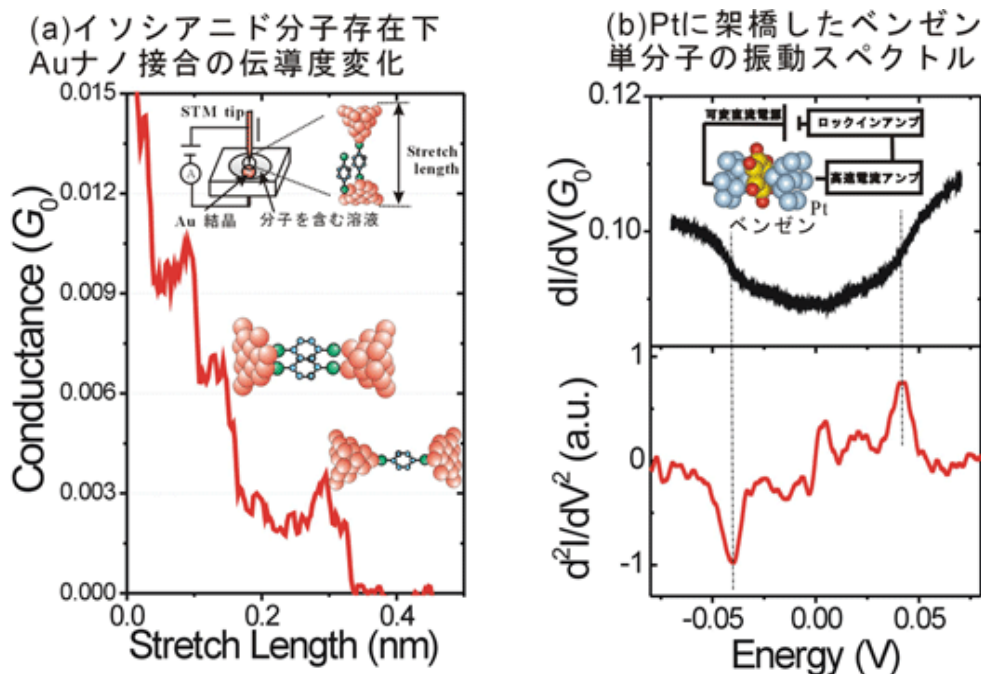 (a)イソシアニド分子存在下
Auナノ接合の伝導度変化
0.015
0.012
0.009
0.006
0.003
0.000
Conductance (G₀)
STM tip
A
Au 結晶
分子を含む溶液
Stretch
length
0.0
0.2
0.4
Stretch Length (nm)
(b)Ptに架橋したベンゼン
単分子の振動スペクトル
0.12
0.10
dI/dV(G₀)
可変直流電源
ロックインアンプ
高速電流アンプ
Pt
ベンゼン
1
0
-1
d²I/dV² (a.u.)
-0.05
0.00
0.05
Energy (V)